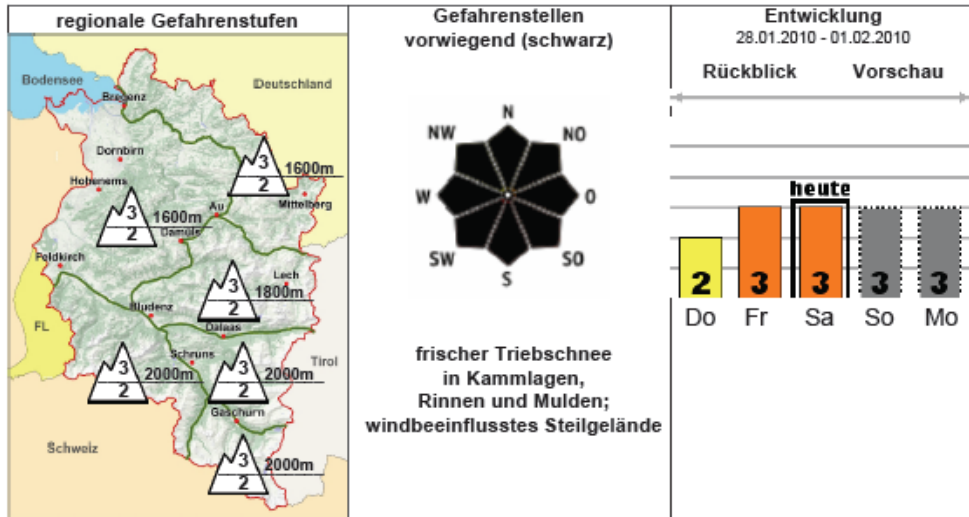 regionale Gefahrenstufen
Bodensee
Deutschland
Bregenz
Dornbirn
3
2
1600m
Hohenems
Mittelberg
3
2
1600m
Au
Damüls
Feldkirch
Lech
3
2
1800m
Bludenz
FL
Dalaas
Schruns
Tirol
3
2
2000m
3
2
2000m
Gaschurn
Schweiz
3
2
2000m
Gefahrenstellen
vorwiegend (schwarz)
N
NW
NO
W
O
SW
SO
S
frischer Triebschnee
in Kammlagen,
Rinnen und Mulden;
windbeeinflusstes Steilgelände
Entwicklung
28.01.2010 - 01.02.2010
Rückblick Vorschau
heute
2 3 3 3 3
Do Fr Sa So Mo